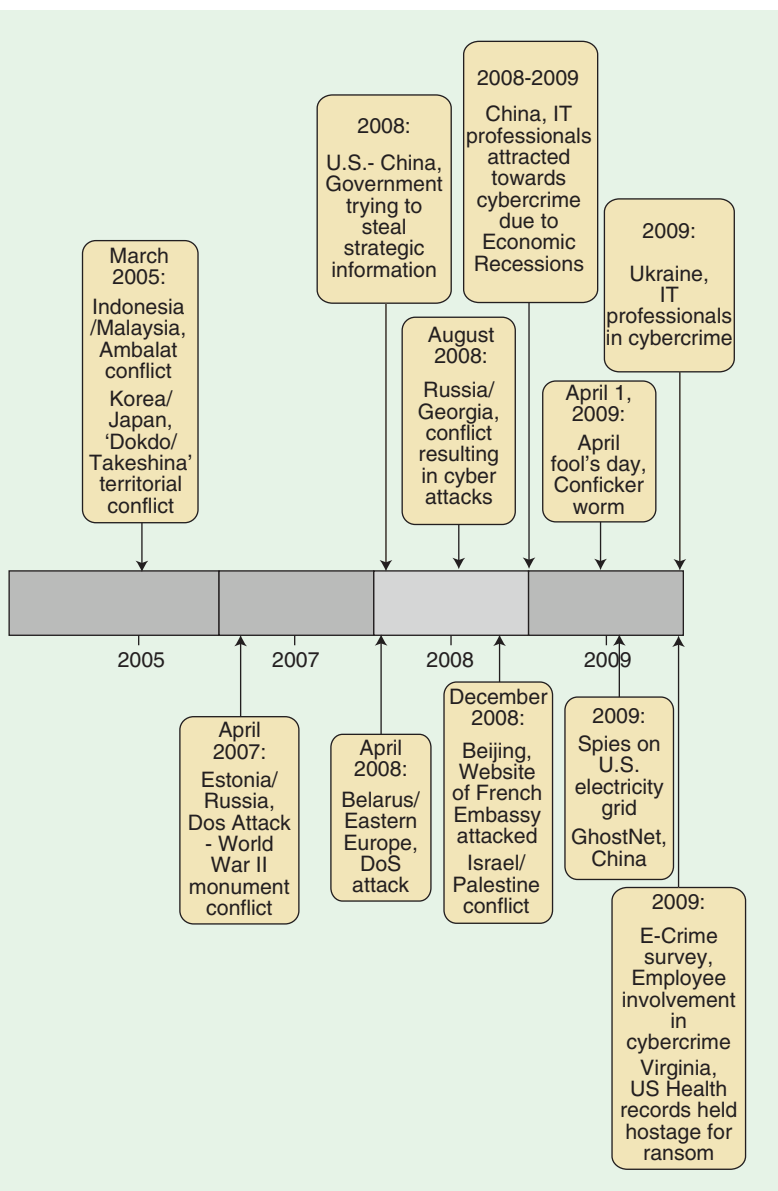 March
2005:
Indonesia
/Malaysia,
Ambalat
conflict
Korea/
Japan,
‘Dokdo/
Takeshina’
territorial
conflict
2008:
U.S.- China,
Government
trying to
steal
strategic
information
2008-2009
China, IT
professionals
attracted
towards
cybercrime
due to
Economic
Recessions
August
2008:
Russia/
Georgia,
conflict
resulting
in cyber
attacks
2009:
Ukraine,
IT
professionals
in cybercrime
April 1,
2009:
April
fool's day,
Conficker
worm
2005
2007
2008
2009
April
2007:
Estonia/
Russia,
Dos Attack
- World
War II
monument
conflict
April
2008:
Belarus/
Eastern
Europe,
DoS
attack
December
2008:
Beijing,
Website
of French
Embassy
attacked
Israel/
Palestine
conflict
2009:
Spies on
U.S.
electricity
grid
GhostNet,
China
2009:
E-Crime
survey,
Employee
involvement
in
cybercrime
Virginia,
US Health
records held
hostage for
ransom